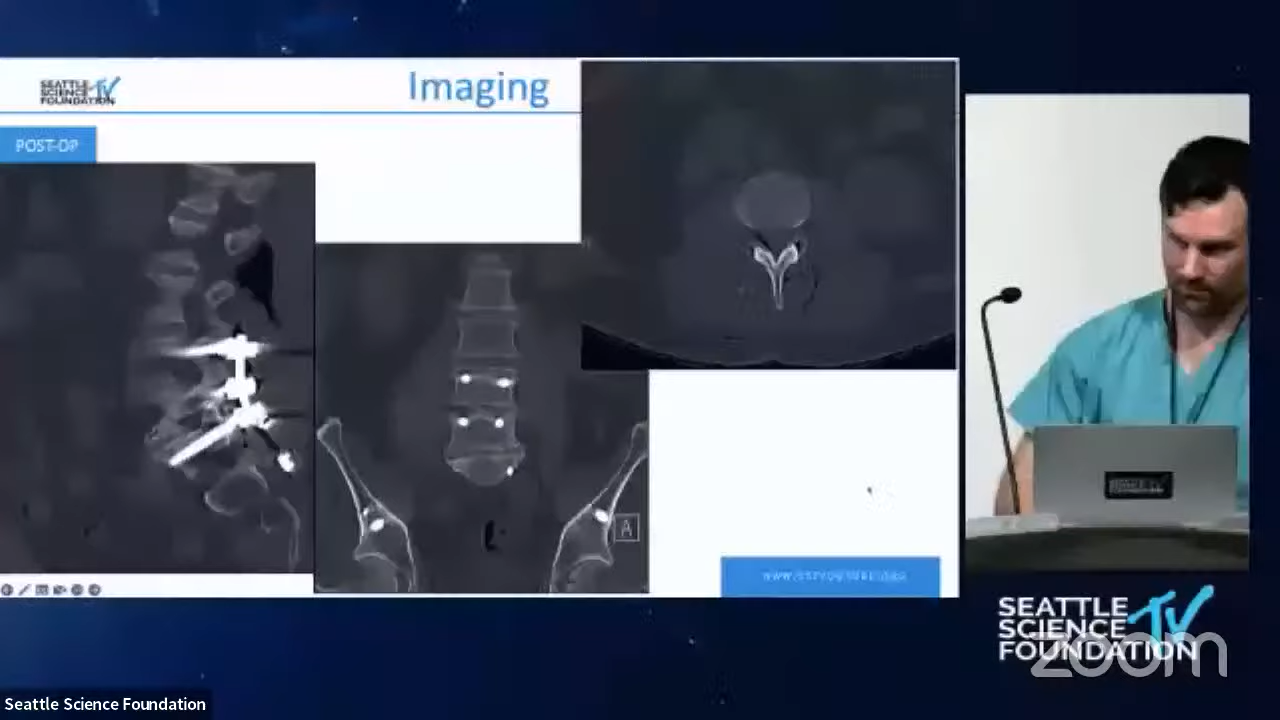 SEATTLE
SCIENCE TV
FOUNDATION
Imaging
POST-OP
A
SEATTLE
SCIENCE TV
FOUNDATION
zoom
Seattle Science Foundation